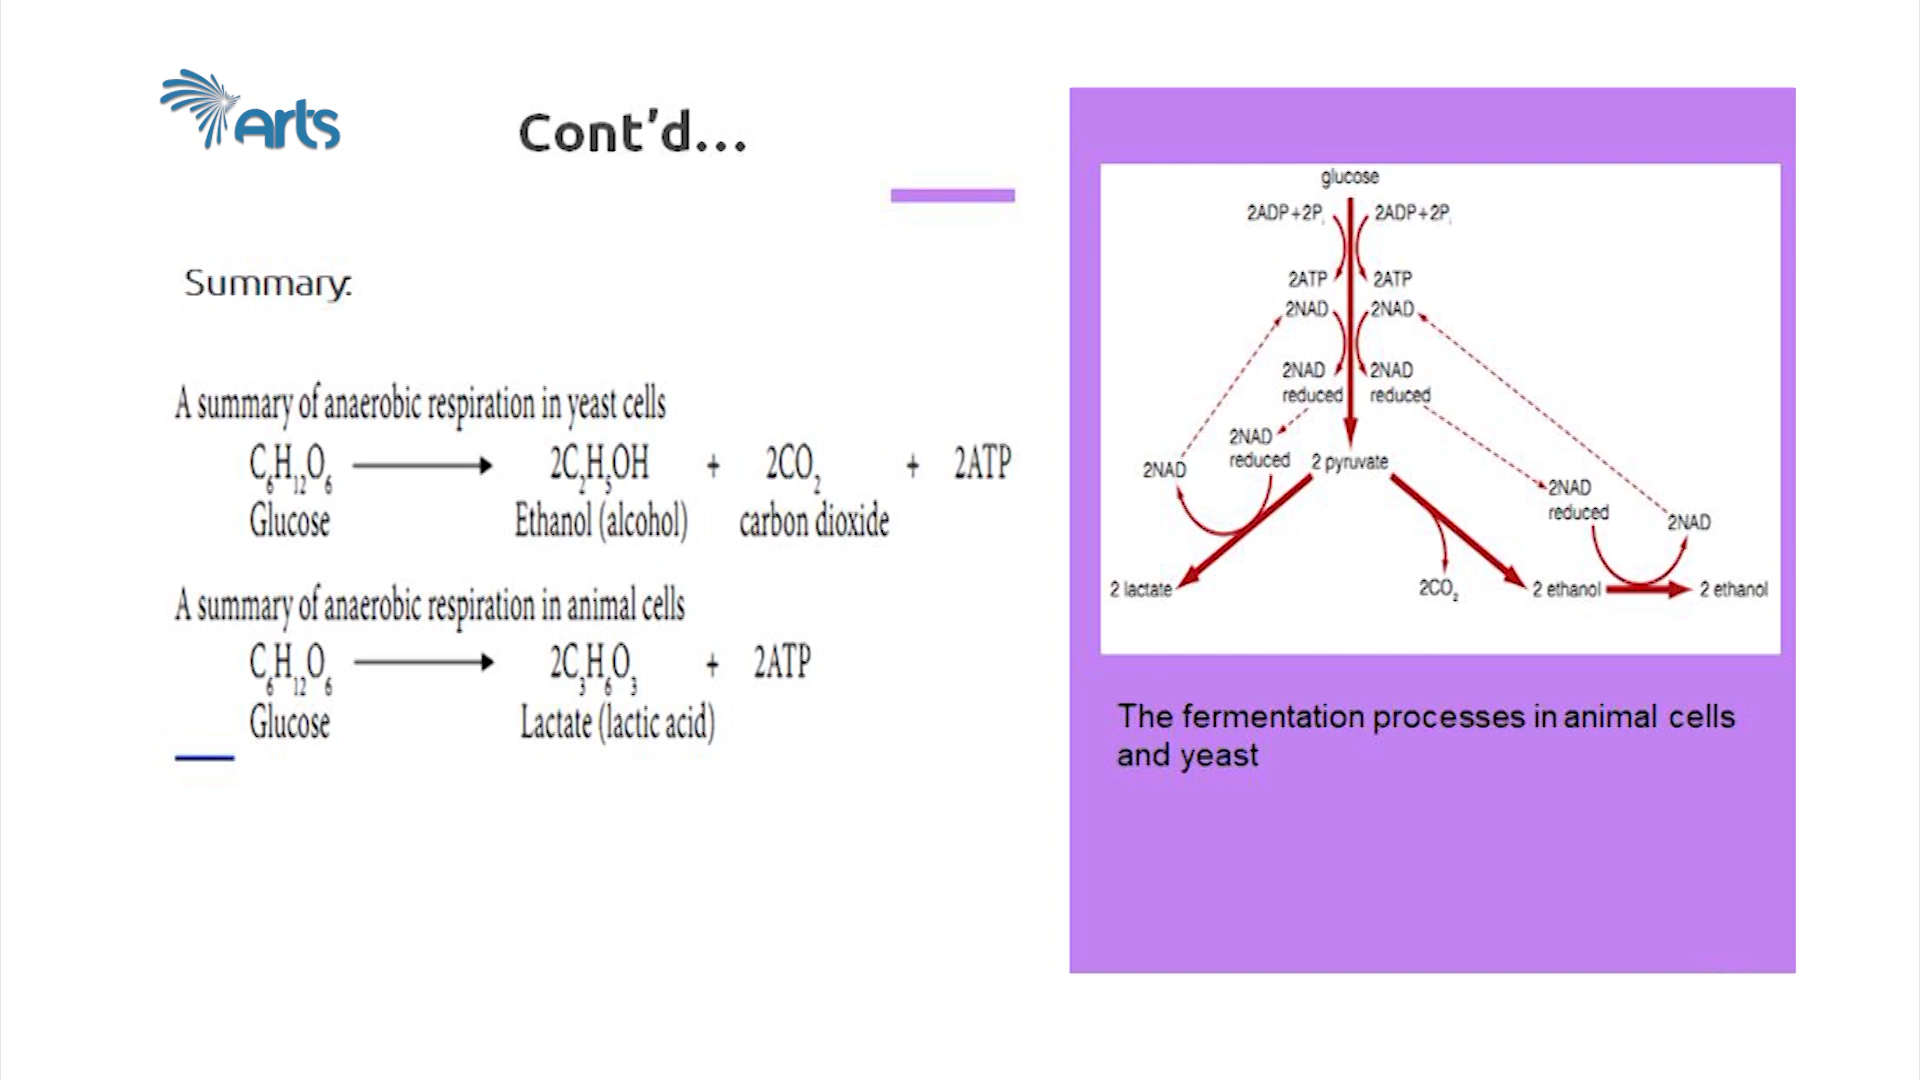 Arts
Cont’d...
Summary:
A summary of anaerobic respiration in yeast cells
C₆H₁₂O₆ 2C₂H₅OH + 2CO₂ + 2ATP
Glucose Ethanol (alcohol) carbon dioxide
A summary of anaerobic respiration in animal cells
C₆H₁₂O₆ 2C₃H₆O₃ + 2ATP
Glucose Lactate (lactic acid)
glucose
2ADP+2Pᵢ 2ADP+2Pᵢ
2ATP 2ATP
2NAD 2NAD
2NAD 2NAD
reduced reduced
2NAD
reduced
2NAD
2 pyruvate
2NAD
reduced
2NAD
2 lactate
2CO₂
2 ethanol
2 ethanol
The fermentation processes in animal cells
and yeast